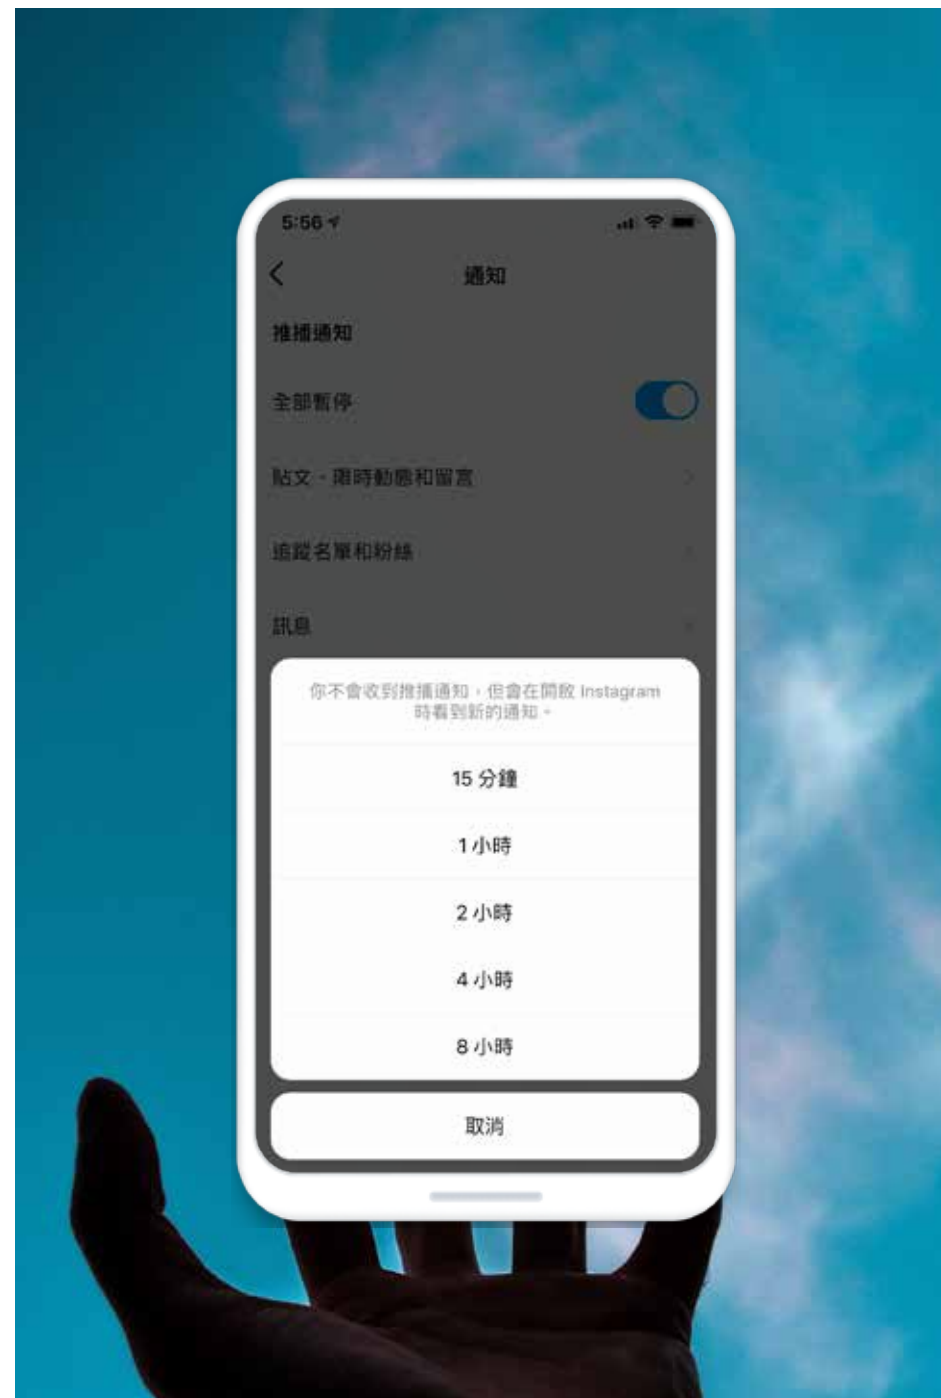 5:56
通知
推播通知
全部暫停
貼文、限時動態和留言
追蹤名單和粉絲
訊息
你不會收到推播通知，但會在開啟 Instagram
時看到新的通知。
15 分鐘
1 小時
2 小時
4 小時
8 小時
取消